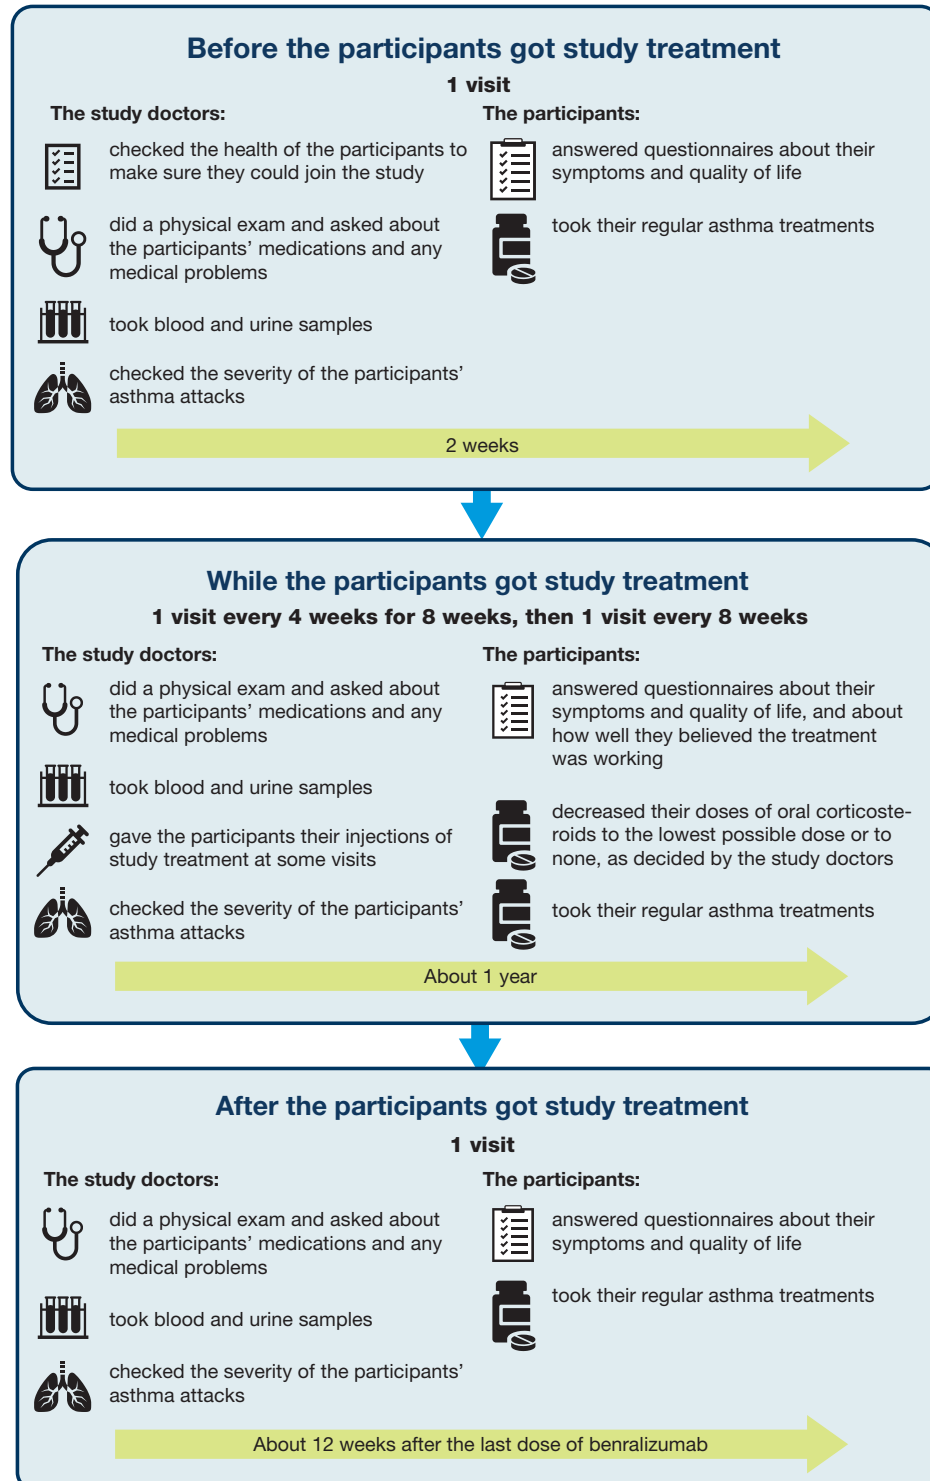 Before the participants got study treatment
1 visit
The study doctors:
checked the health of the participants to
make sure they could join the study
did a physical exam and asked about
the participants' medications and any
medical problems
took blood and urine samples
checked the severity of the participants'
asthma attacks
The participants:
answered questionnaires about their
symptoms and quality of life
took their regular asthma treatments
2 weeks
While the participants got study treatment
1 visit every 4 weeks for 8 weeks, then 1 visit every 8 weeks
The study doctors:
did a physical exam and asked about
the participants' medications and any
medical problems
took blood and urine samples
gave the participants their injections of
study treatment at some visits
checked the severity of the participants'
asthma attacks
The participants:
answered questionnaires about their
symptoms and quality of life, and about
how well they believed the treatment
was working
decreased their doses of oral corticoste-
roids to the lowest possible dose or to
none, as decided by the study doctors
took their regular asthma treatments
About 1 year
After the participants got study treatment
1 visit
The study doctors:
did a physical exam and asked about
the participants' medications and any
medical problems
took blood and urine samples
checked the severity of the participants'
asthma attacks
The participants:
answered questionnaires about their
symptoms and quality of life
took their regular asthma treatments
About 12 weeks after the last dose of benralizumab